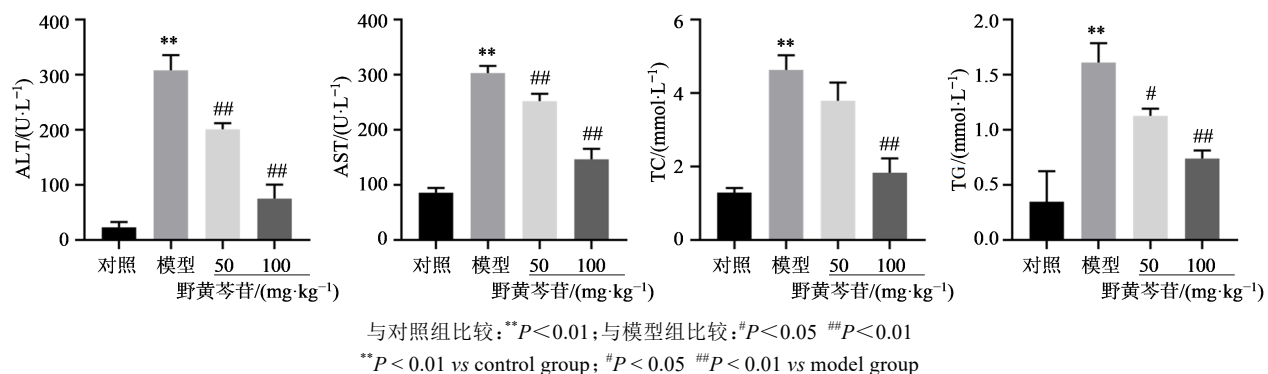 400
300
200
100
0
ALT/(U·L⁻¹)
**
##
##
对照 模型 50 100
野黄芩苷/(mg·kg⁻¹)
400
300
200
100
0
AST/(U·L⁻¹)
**
##
##
对照 模型 50 100
野黄芩苷/(mg·kg⁻¹)
6
4
2
0
TC/(mmol·L⁻¹)
**
##
对照 模型 50 100
野黄芩苷/(mg·kg⁻¹)
2.0
1.5
1.0
0.5
0.0
TG/(mmol·L⁻¹)
**
#
##
对照 模型 50 100
野黄芩苷/(mg·kg⁻¹)
与对照组比较:**P<0.01;与模型组比较:#P<0.05 ##P<0.01
**P < 0.01 vs control group; #P < 0.05 ##P < 0.01 vs model group